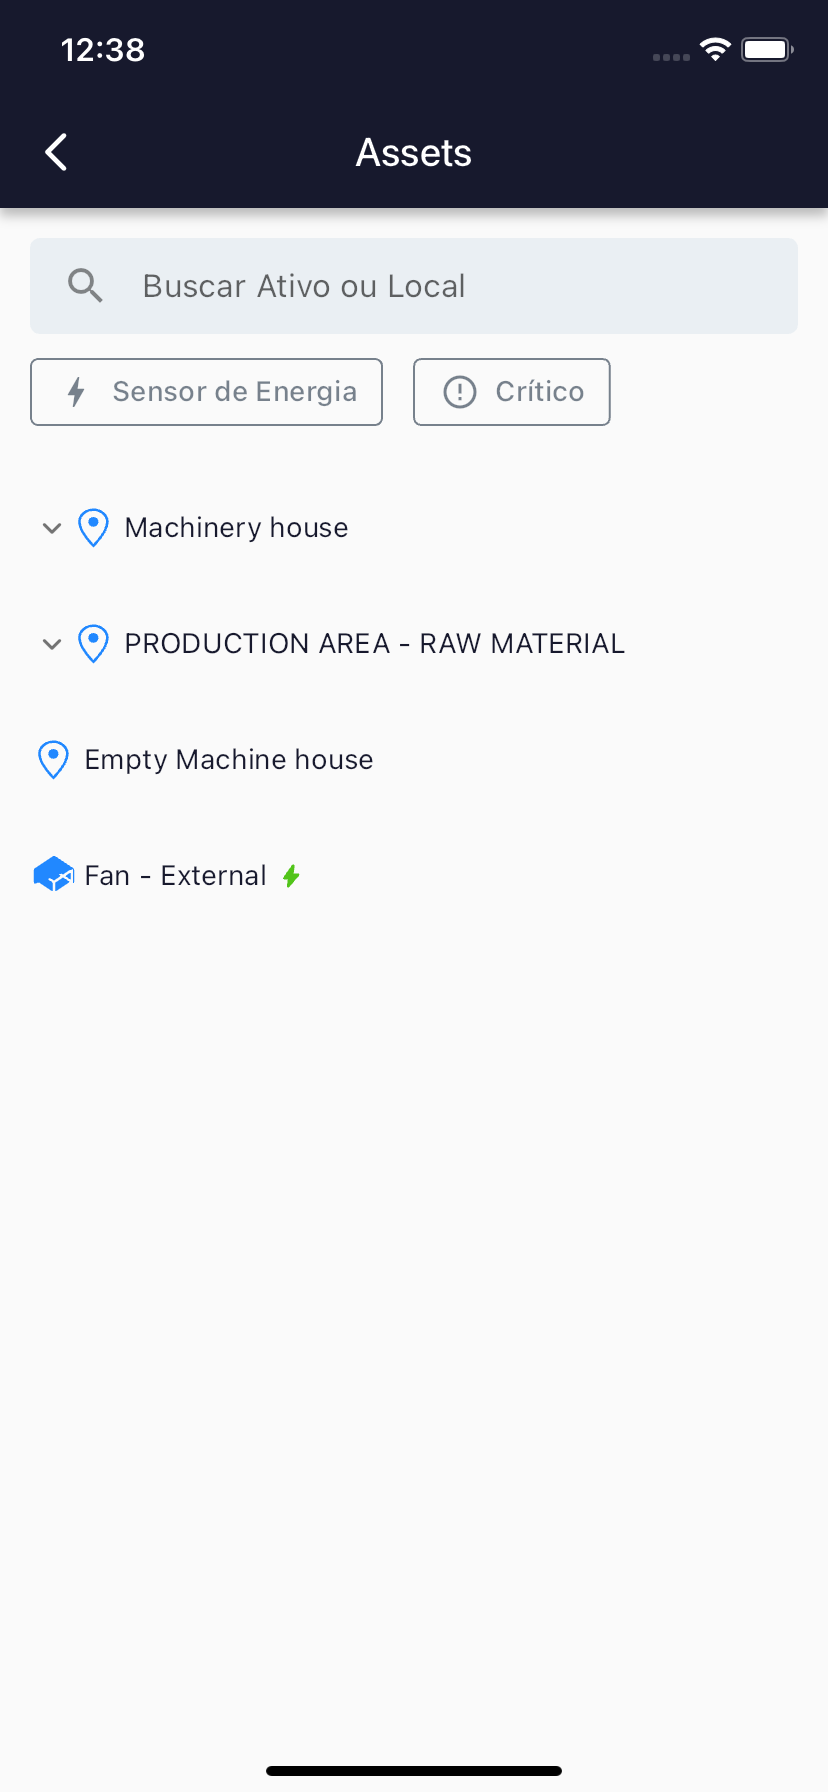 12:38
Assets
Buscar Ativo ou Local
Sensor de Energia
Crítico
Machinery house
PRODUCTION AREA - RAW MATERIAL
Empty Machine house
Fan - External